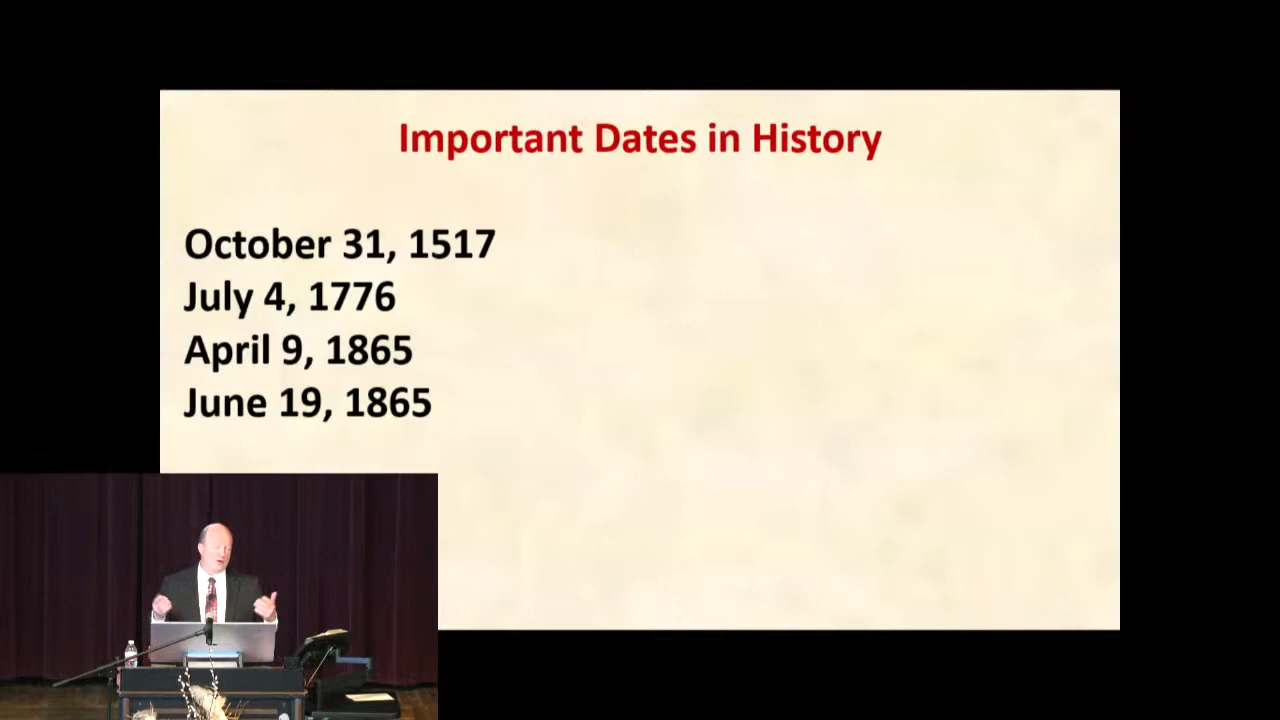 Important Dates in History
October 31, 1517
July 4, 1776
April 9, 1865
June 19, 1865